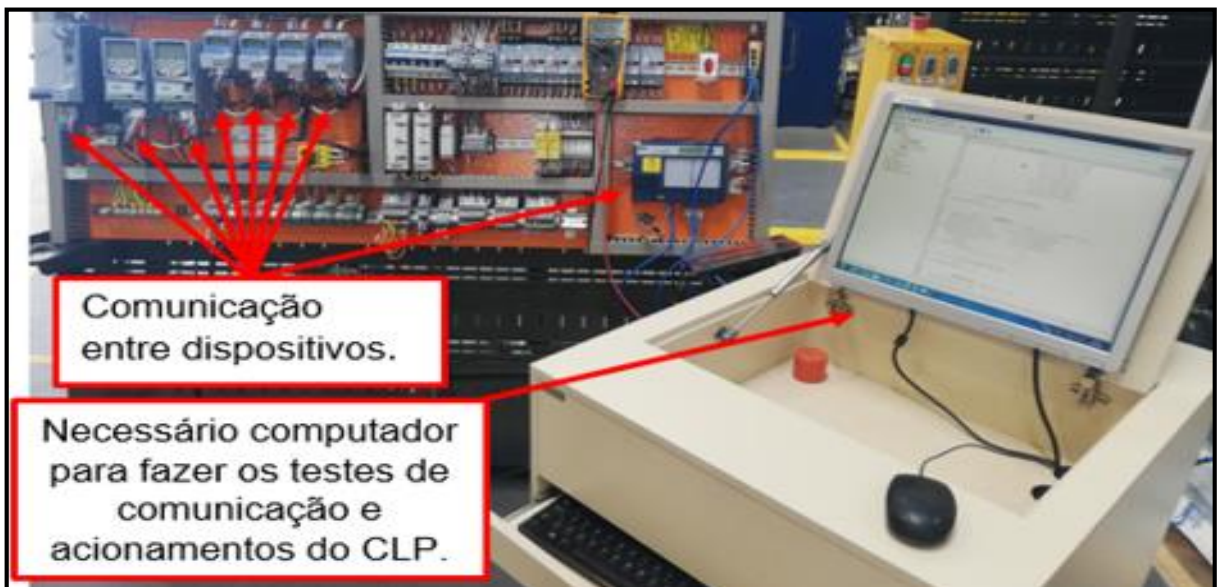 Comunicação
entre dispositivos.
Necessário computador
para fazer os testes de
comunicação e
acionamentos do CLP.